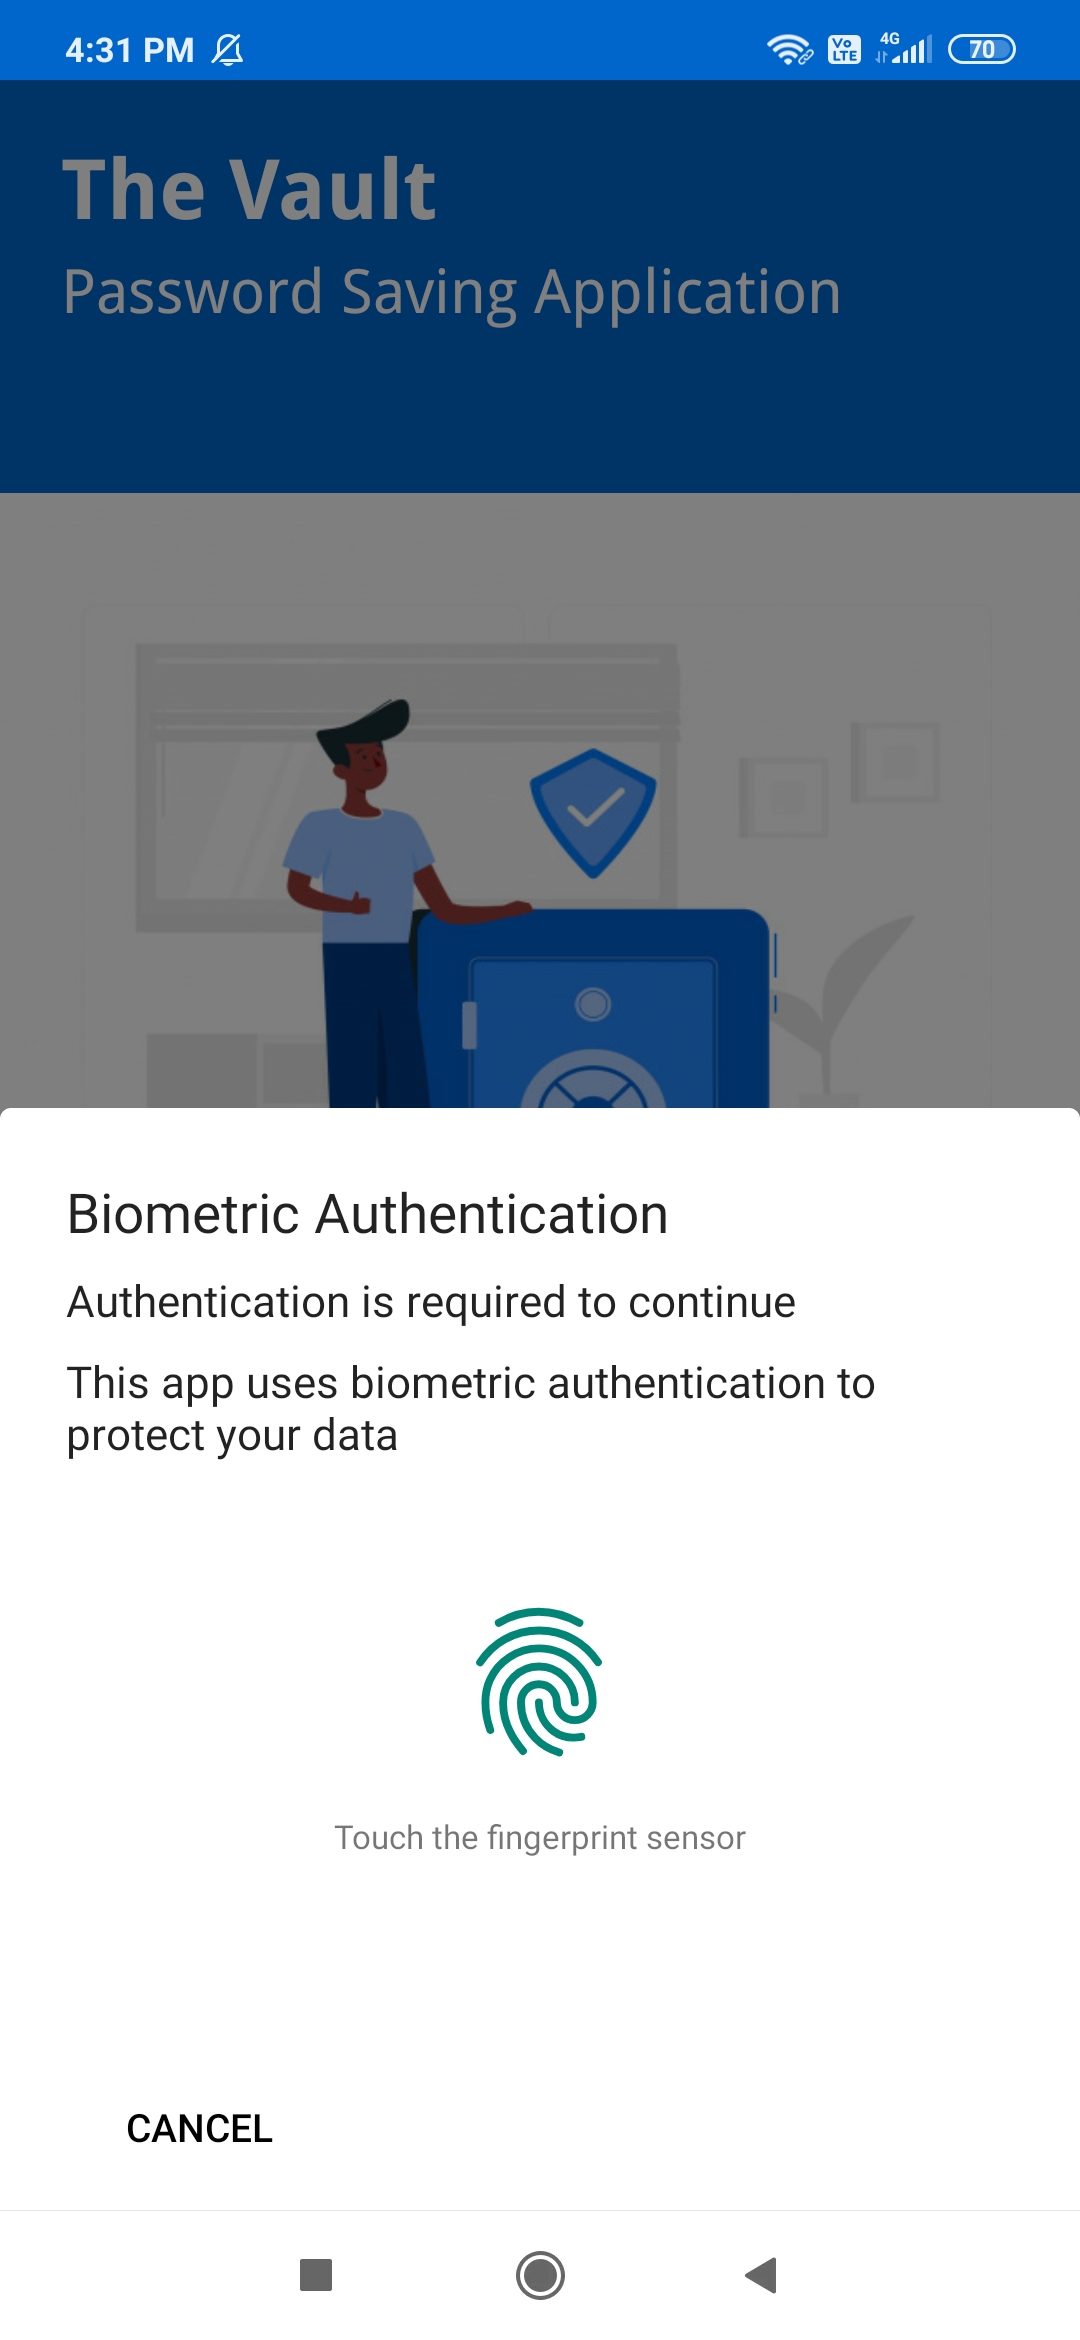 4:31 PM
Vo LTE
4G
70
The Vault
Password Saving Application
Biometric Authentication
Authentication is required to continue
This app uses biometric authentication to
protect your data
Touch the fingerprint sensor
CANCEL